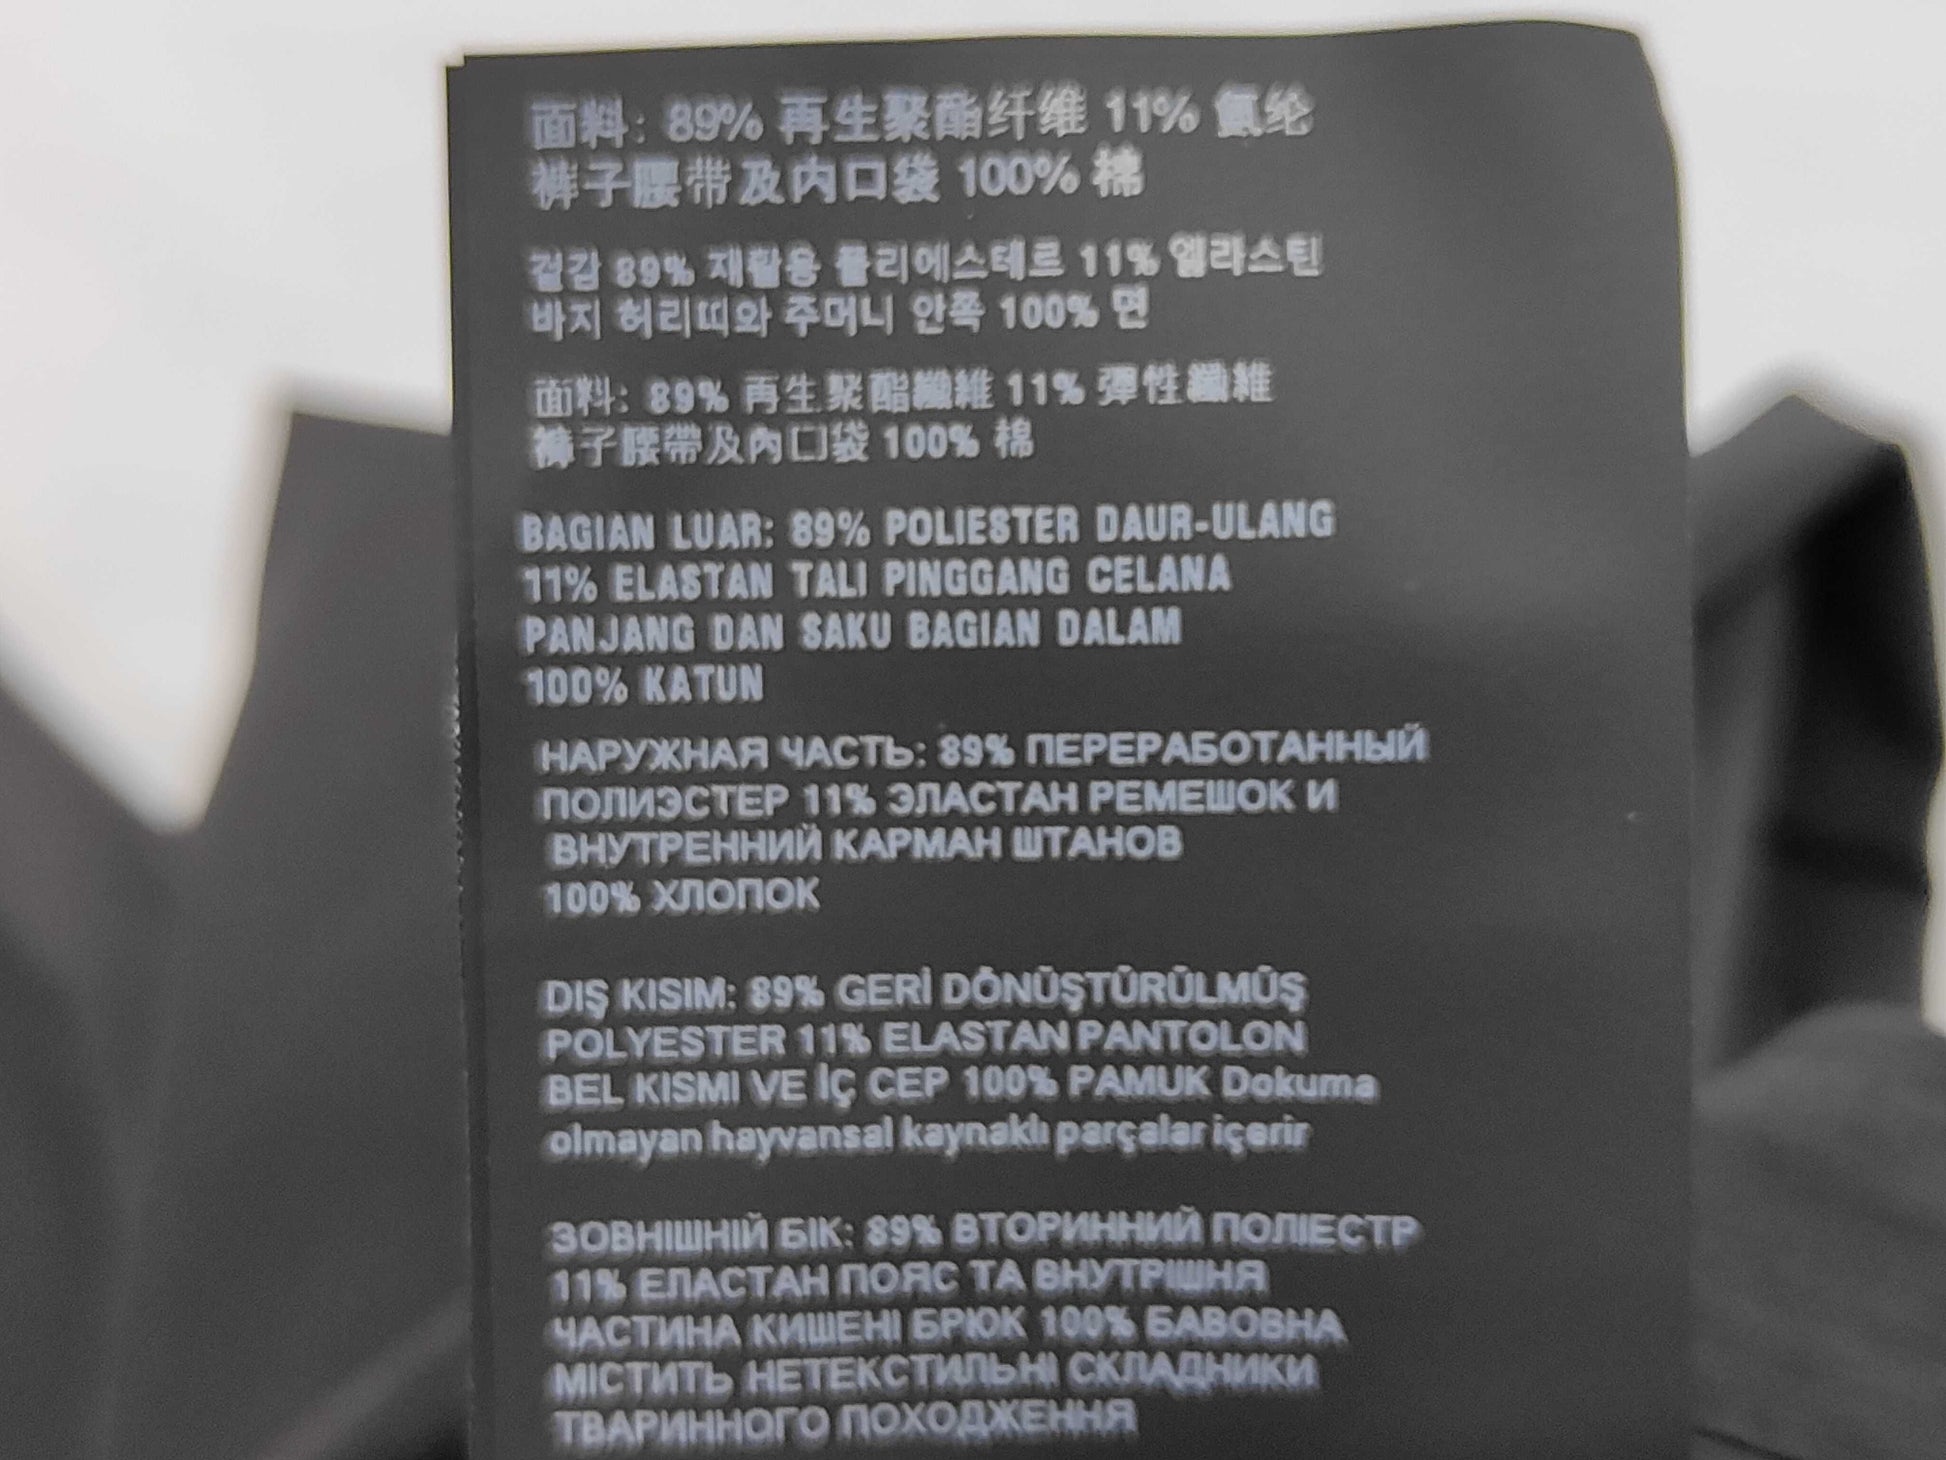 面料: 89% 再生聚酯纤维 11% 氨纶
裤子腰带及内口袋 100% 棉
겉감 89% 재활용 폴리에스테르 11% 엘라스틴
바지 허리띠와 주머니 안쪽 100% 면
面料: 89% 再生聚酯纖維 11% 彈性纖維
褲子腰帶及內口袋 100% 棉
BAGIAN LUAR: 89% POLIESTER DAUR-ULANG
11% ELASTAN TALI PINGGANG CELANA
PANJANG DAN SAKU BAGIAN DALAM
100% KATUN
НАРУЖНАЯ ЧАСТЬ: 89% ПЕРЕРАБОТАННЫЙ
ПОЛИЭСТЕР 11% ЭЛАСТАН РЕМЕШОК И
ВНУТРЕННИЙ КАРМАН ШТАНОВ
100% ХЛОПОК
DIŞ KISIM: 89% GERİ DÖNÜŞTÜRÜLMÜŞ
POLYESTER 11% ELASTAN PANTOLON
BEL KISMI VE İÇ CEP 100% PAMUK Dokuma
olmayan hayvansal kaynaklı parçalar içerir
ЗОВНІШНІЙ БІК: 89% ВТОРИННИЙ ПОЛІЕСТР
11% ЕЛАСТАН ПОЯС ТА ВНУТРІШНЯ
ЧАСТИНА КИШЕНІ БРЮК 100% БАВОВНА
МІСТИТЬ НЕТЕКСТИЛЬНІ СКЛАДНИКИ
ТВАРИННОГО ПОХОДЖЕННЯ